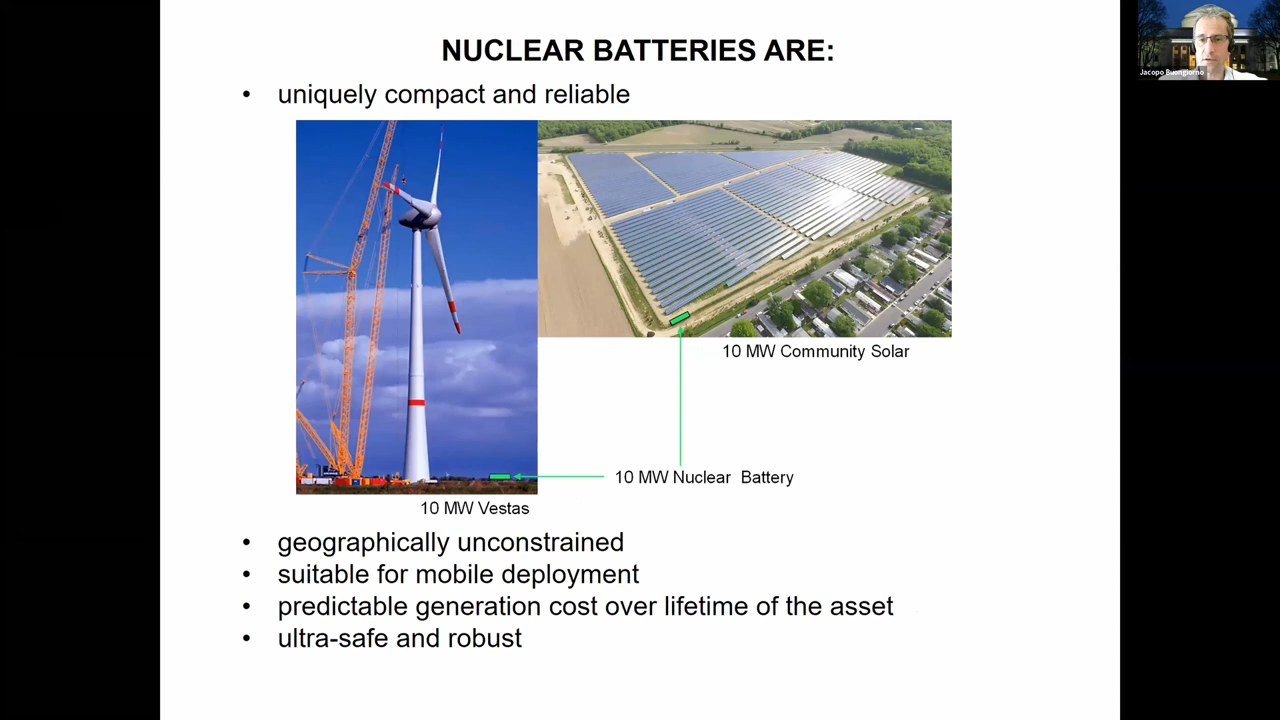 NUCLEAR BATTERIES ARE:
• uniquely compact and reliable
10 MW Community Solar
10 MW Nuclear Battery
10 MW Vestas
• geographically unconstrained
• suitable for mobile deployment
• predictable generation cost over lifetime of the asset
• ultra-safe and robust
Jacopo Buongiorno